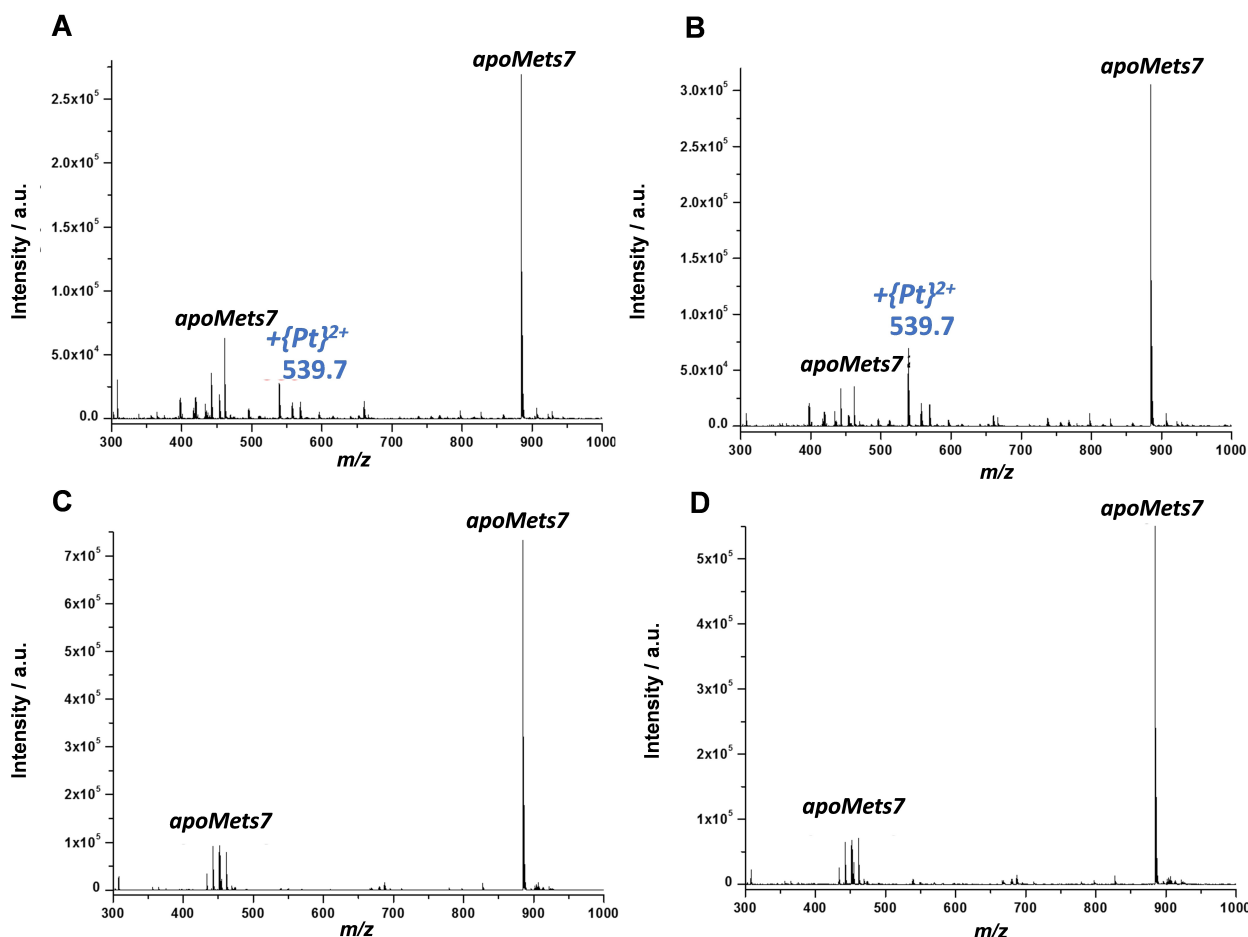 A
apoMets7
2.5x10⁵
2.0x10⁵
1.5x10⁵
1.0x10⁵
5.0x10⁴
0.0
Intensity / a.u.
apoMets7
+{Pt}²⁺
539.7
300 400 500 600 700 800 900 1000
m/z
B
apoMets7
3.0x10⁵
2.5x10⁵
2.0x10⁵
1.5x10⁵
1.0x10⁵
5.0x10⁴
0.0
Intensity / a.u.
+{Pt}²⁺
539.7
apoMets7
300 400 500 600 700 800 900 1000
m/z
C
apoMets7
7x10⁵
6x10⁵
5x10⁵
4x10⁵
3x10⁵
2x10⁵
1x10⁵
0
Intensity / a.u.
apoMets7
300 400 500 600 700 800 900 1000
m/z
D
apoMets7
5x10⁵
4x10⁵
3x10⁵
2x10⁵
1x10⁵
0
Intensity / a.u.
apoMets7
300 400 500 600 700 800 900 1000
m/z